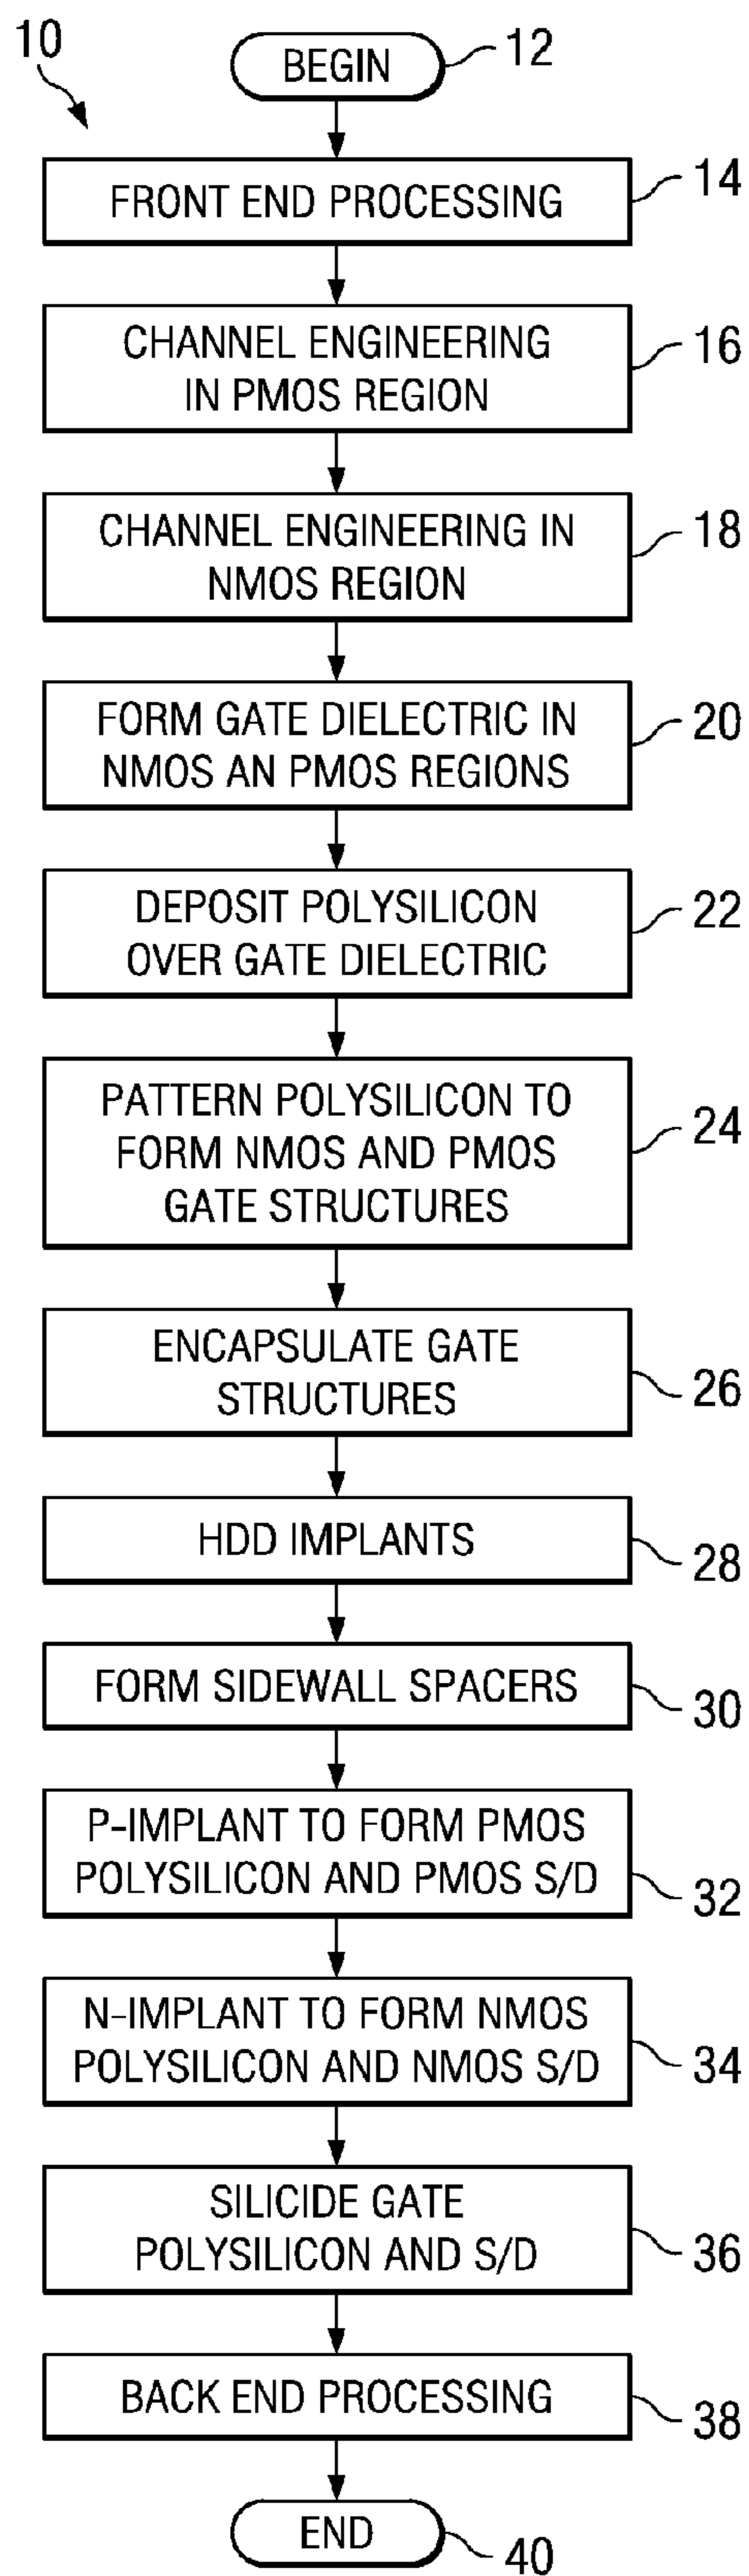 10
BEGIN
12
FRONT END PROCESSING
14
CHANNEL ENGINEERING
IN PMOS REGION
16
CHANNEL ENGINEERING IN
NMOS REGION
18
FORM GATE DIELECTRIC IN
NMOS AN PMOS REGIONS
20
DEPOSIT POLYSILICON
OVER GATE DIELECTRIC
22
PATTERN POLYSILICON TO
FORM NMOS AND PMOS
GATE STRUCTURES
24
ENCAPSULATE GATE
STRUCTURES
26
HDD IMPLANTS
28
FORM SIDEWALL SPACERS
30
P-IMPLANT TO FORM PMOS
POLYSILICON AND PMOS S/D
32
N-IMPLANT TO FORM NMOS
POLYSILICON AND NMOS S/D
34
SILICIDE GATE
POLYSILICON AND S/D
36
BACK END PROCESSING
38
END
40